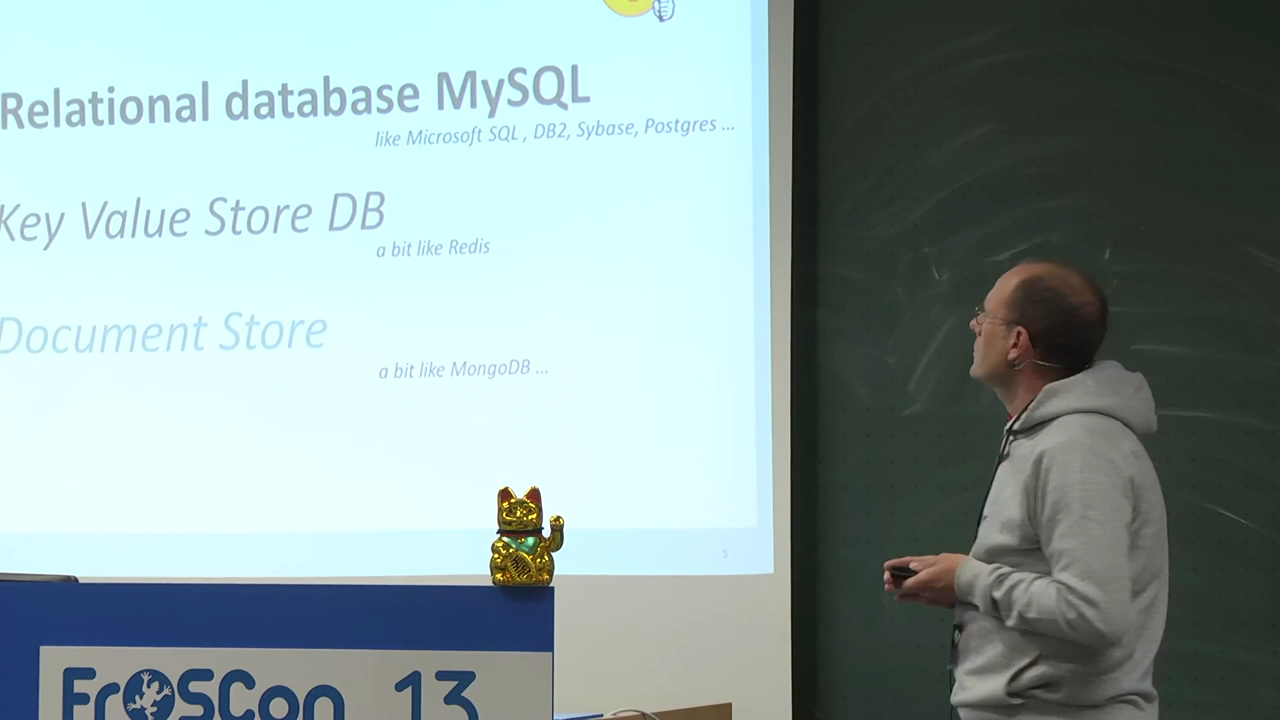 Relational database MySQL
like Microsoft SQL , DB2, Sybase, Postgres ...
Key Value Store DB
a bit like Redis ...
Document Store
a bit like MongoDB ...
5
FrOSCon 13